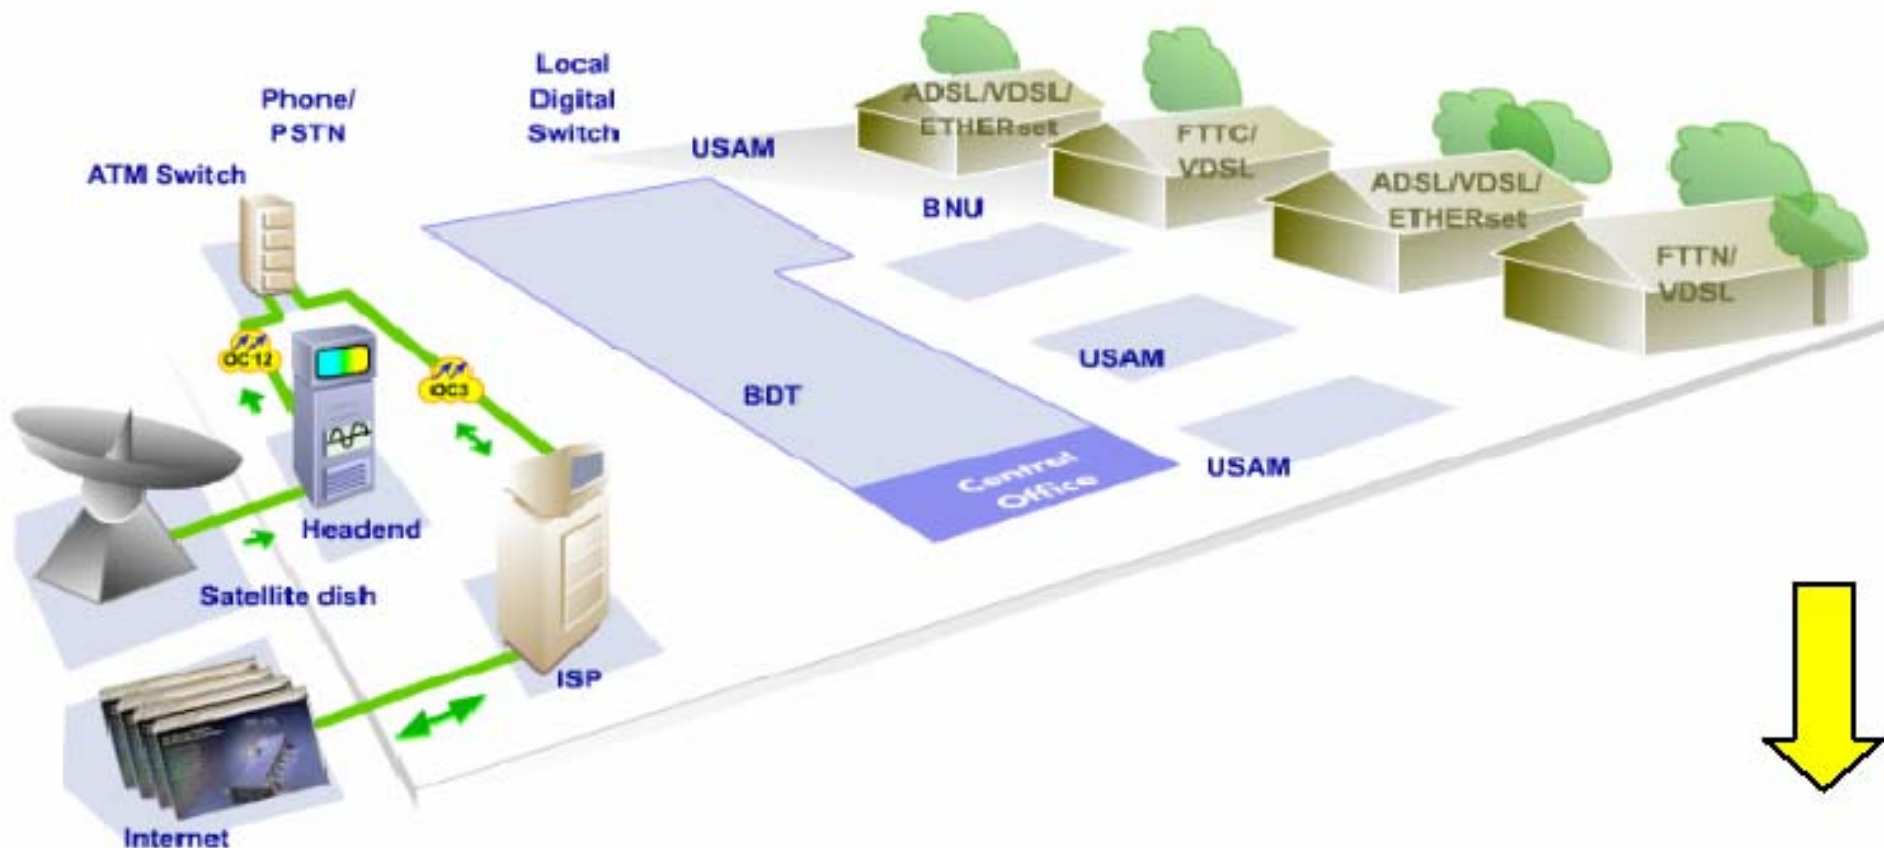 Local
Digital
Switch
Phone/
PSTN
ATM Switch
USAM
ADSL/VDSL/
ETHERset
FTTC/
VDSL
BNU
ADSL/VDSL/
ETHERset
FTTN/
VDSL
OC12
OC3
USAM
BDT
USAM
Central
Office
Headend
Satellite dish
ISP
Internet